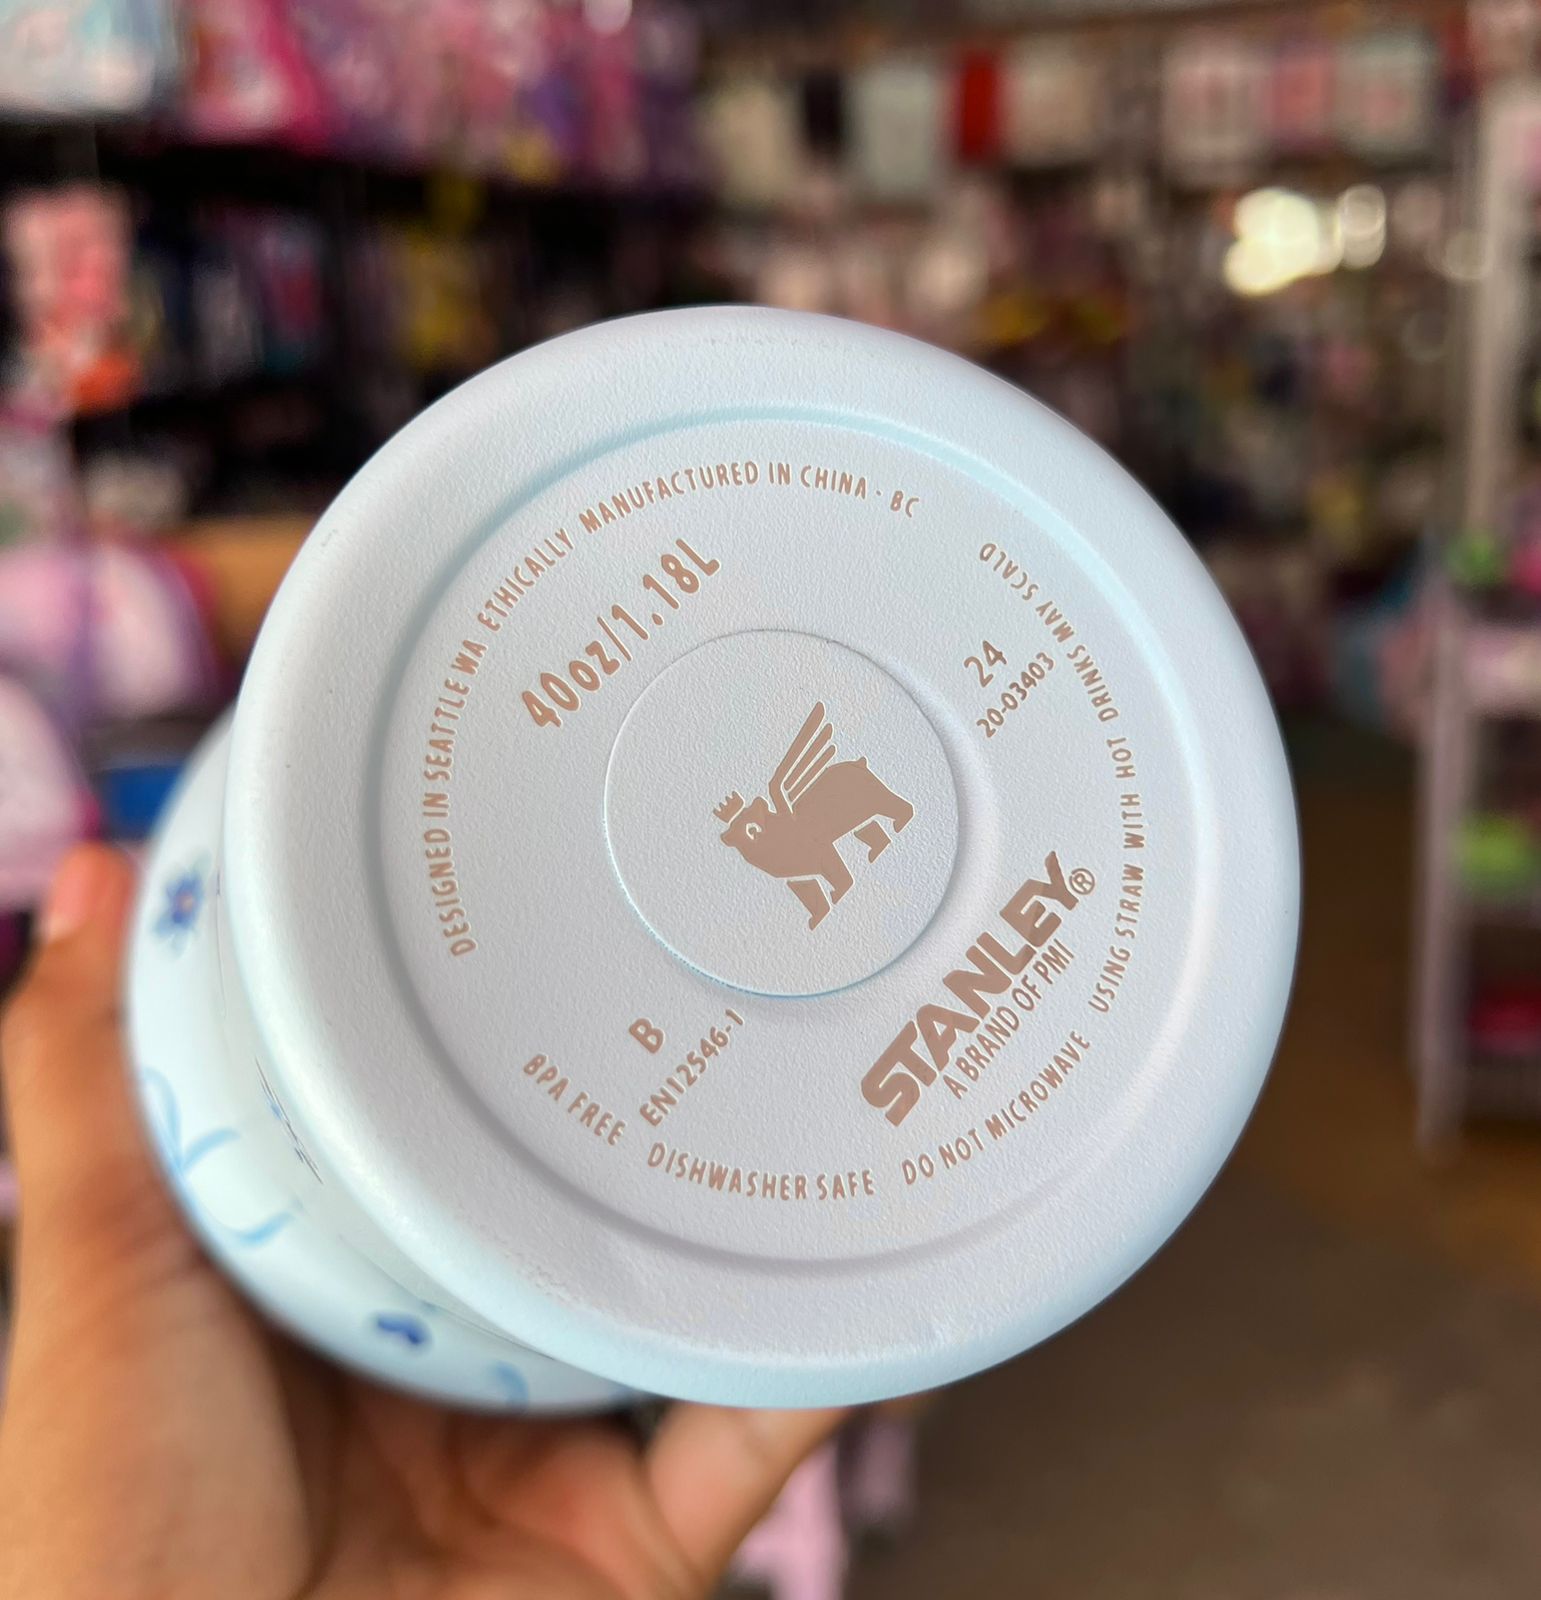 DESIGNED IN SEATTLE WA ETHICALLY MANUFACTURED IN CHINA · BC
40oz/1.18L
24
20-03403
STANLEY®
A BRAND OF PMI
B
EN12546-1
BPA FREE DISHWASHER SAFE DO NOT MICROWAVE USING STRAW WITH HOT DRINKS MAY SCALD